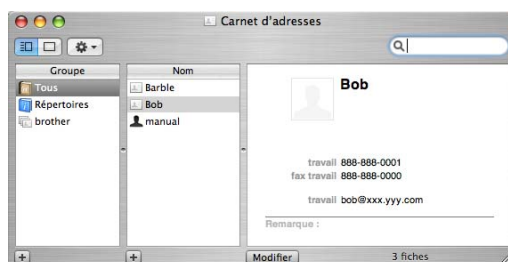 Carnet d'adresses
Groupe
Tous
Répertoires
brother
Nom
Barble
Bob
manual
Bob
travail 888-888-0001
fax travail 888-888-0000
travail bob@xxx.yyy.com
Remarque :
Modifier
3 fiches